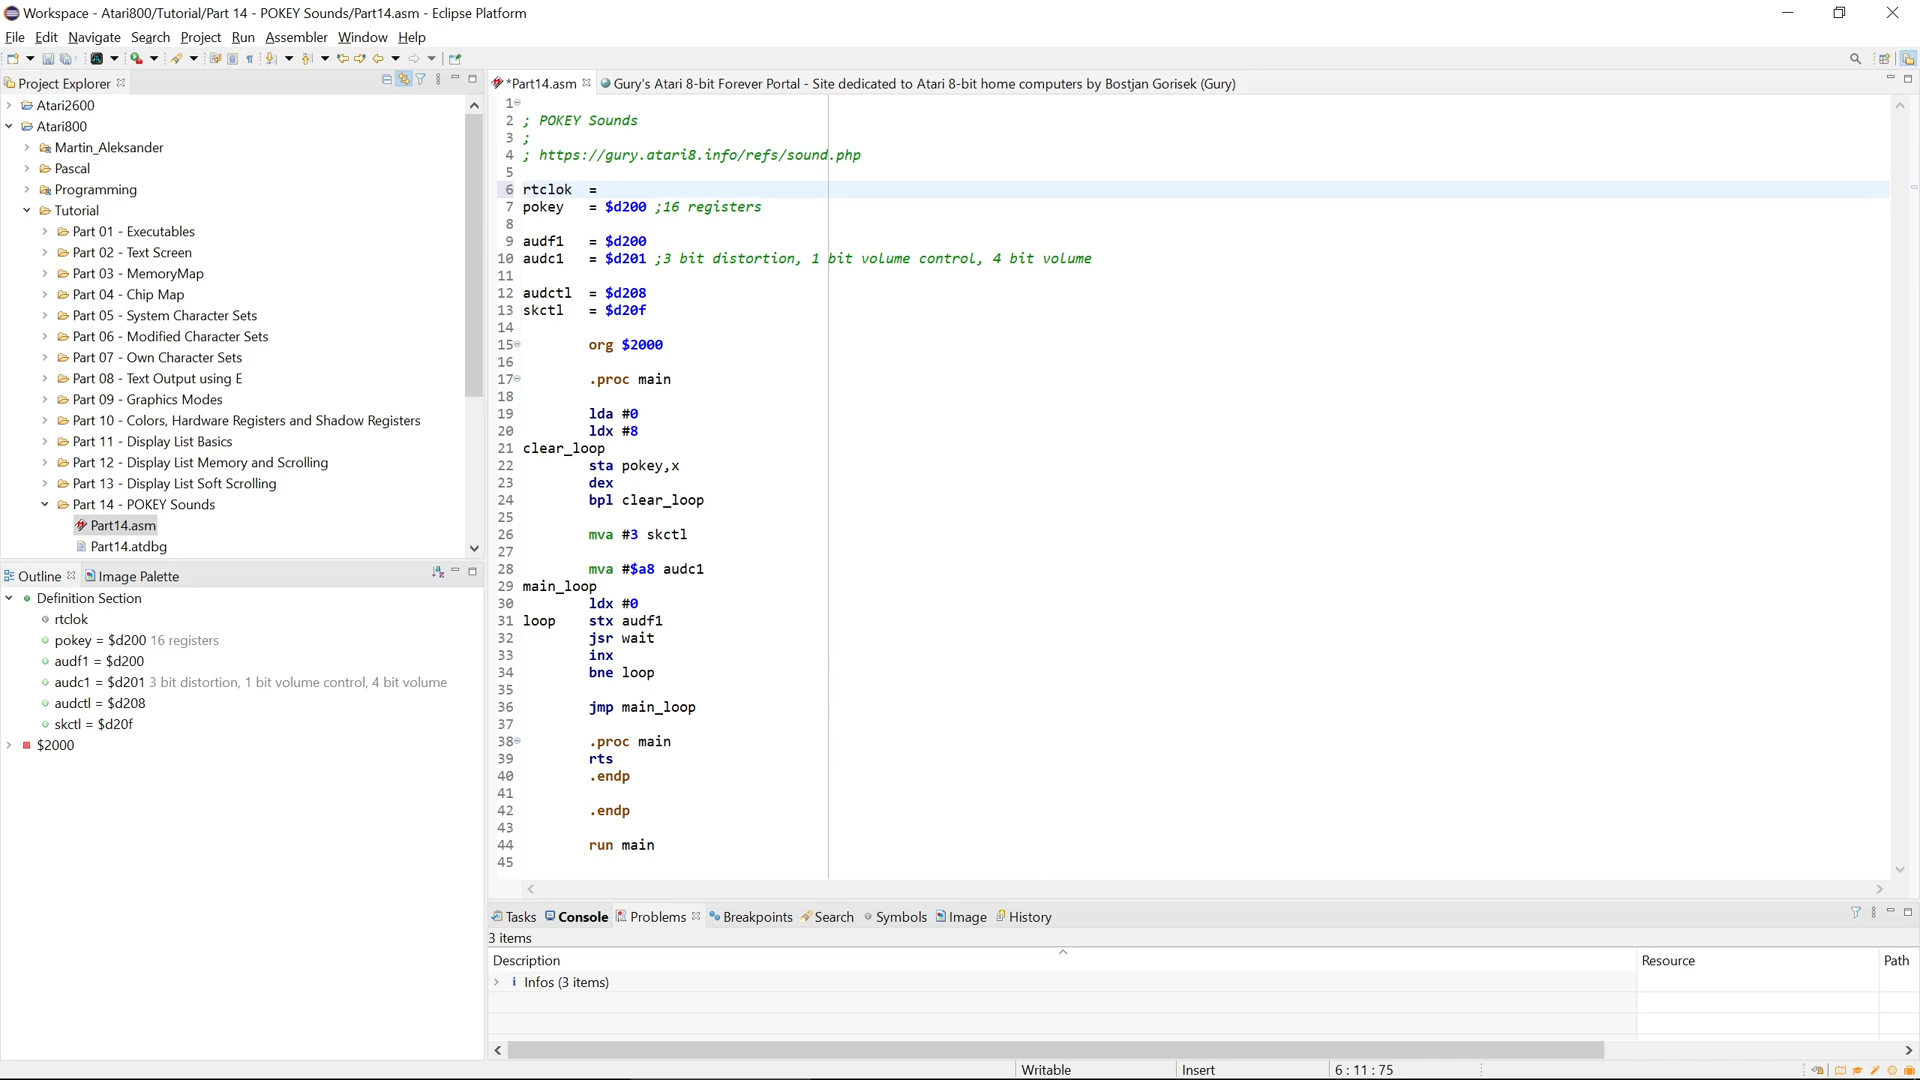 Workspace - Atari800/Tutorial/Part 14 - POKEY Sounds/Part14.asm - Eclipse Platform
File Edit Navigate Search Project Run Assembler Window Help
Project Explorer
Atari2600
Atari800
Martin_Aleksander
Pascal
Programming
Tutorial
Part 01 - Executables
Part 02 - Text Screen
Part 03 - MemoryMap
Part 04 - Chip Map
Part 05 - System Character Sets
Part 06 - Modified Character Sets
Part 07 - Own Character Sets
Part 08 - Text Output using E
Part 09 - Graphics Modes
Part 10 - Colors, Hardware Registers and Shadow Registers
Part 11 - Display List Basics
Part 12 - Display List Memory and Scrolling
Part 13 - Display List Soft Scrolling
Part 14 - POKEY Sounds
Part14.asm
Part14.atdbg
Outline Image Palette
Definition Section
rtclok
pokey = $d200 16 registers
audf1 = $d200
audc1 = $d201 3 bit distortion, 1 bit volume control, 4 bit volume
audctl = $d208
skctl = $d20f
$2000
*Part14.asm Gury's Atari 8-bit Forever Portal - Site dedicated to Atari 8-bit home computers by Bostjan Gorisek (Gury)
1
2 ; POKEY Sounds
3 ;
4 ; https://gury.atari8.info/refs/sound.php
5
6 rtclok =
7 pokey = $d200 ;16 registers
8
9 audf1 = $d200
10 audc1 = $d201 ;3 bit distortion, 1 bit volume control, 4 bit volume
11
12 audctl = $d208
13 skctl = $d20f
14
15 org $2000
16
17 .proc main
18
19 lda #0
20 ldx #8
21 clear_loop
22 sta pokey,x
23 dex
24 bpl clear_loop
25
26 mva #3 skctl
27
28 mva #$a8 audc1
29 main_loop
30 ldx #0
31 loop stx audf1
32 jsr wait
33 inx
34 bne loop
35
36 jmp main_loop
37
38 .proc main
39 rts
40 .endp
41
42 .endp
43
44 run main
45
Tasks Console Problems Breakpoints Search Symbols Image History
3 items
Description Resource Path
i Infos (3 items)
Writable Insert 6 : 11 : 75